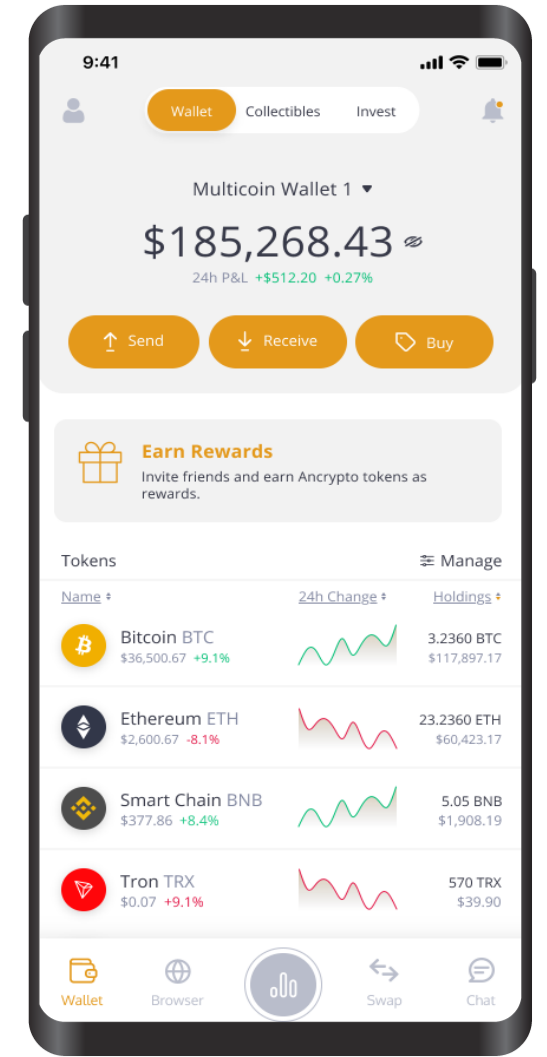 9:41
Wallet Collectibles Invest
Multicoin Wallet 1
$185,268.43
24h P&L +$512.20 +0.27%
Send Receive Buy
Earn Rewards
Invite friends and earn Ancrypto tokens as
rewards.
Tokens Manage
Name 24h Change Holdings
Bitcoin BTC 3.2360 BTC
$36,500.67 +9.1% $117,897.17
Ethereum ETH 23.2360 ETH
$2,600.67 -8.1% $60,423.17
Smart Chain BNB 5.05 BNB
$377.86 +8.4% $1,908.19
Tron TRX 570 TRX
$0.07 +9.1% $39.90
Wallet Browser Swap Chat